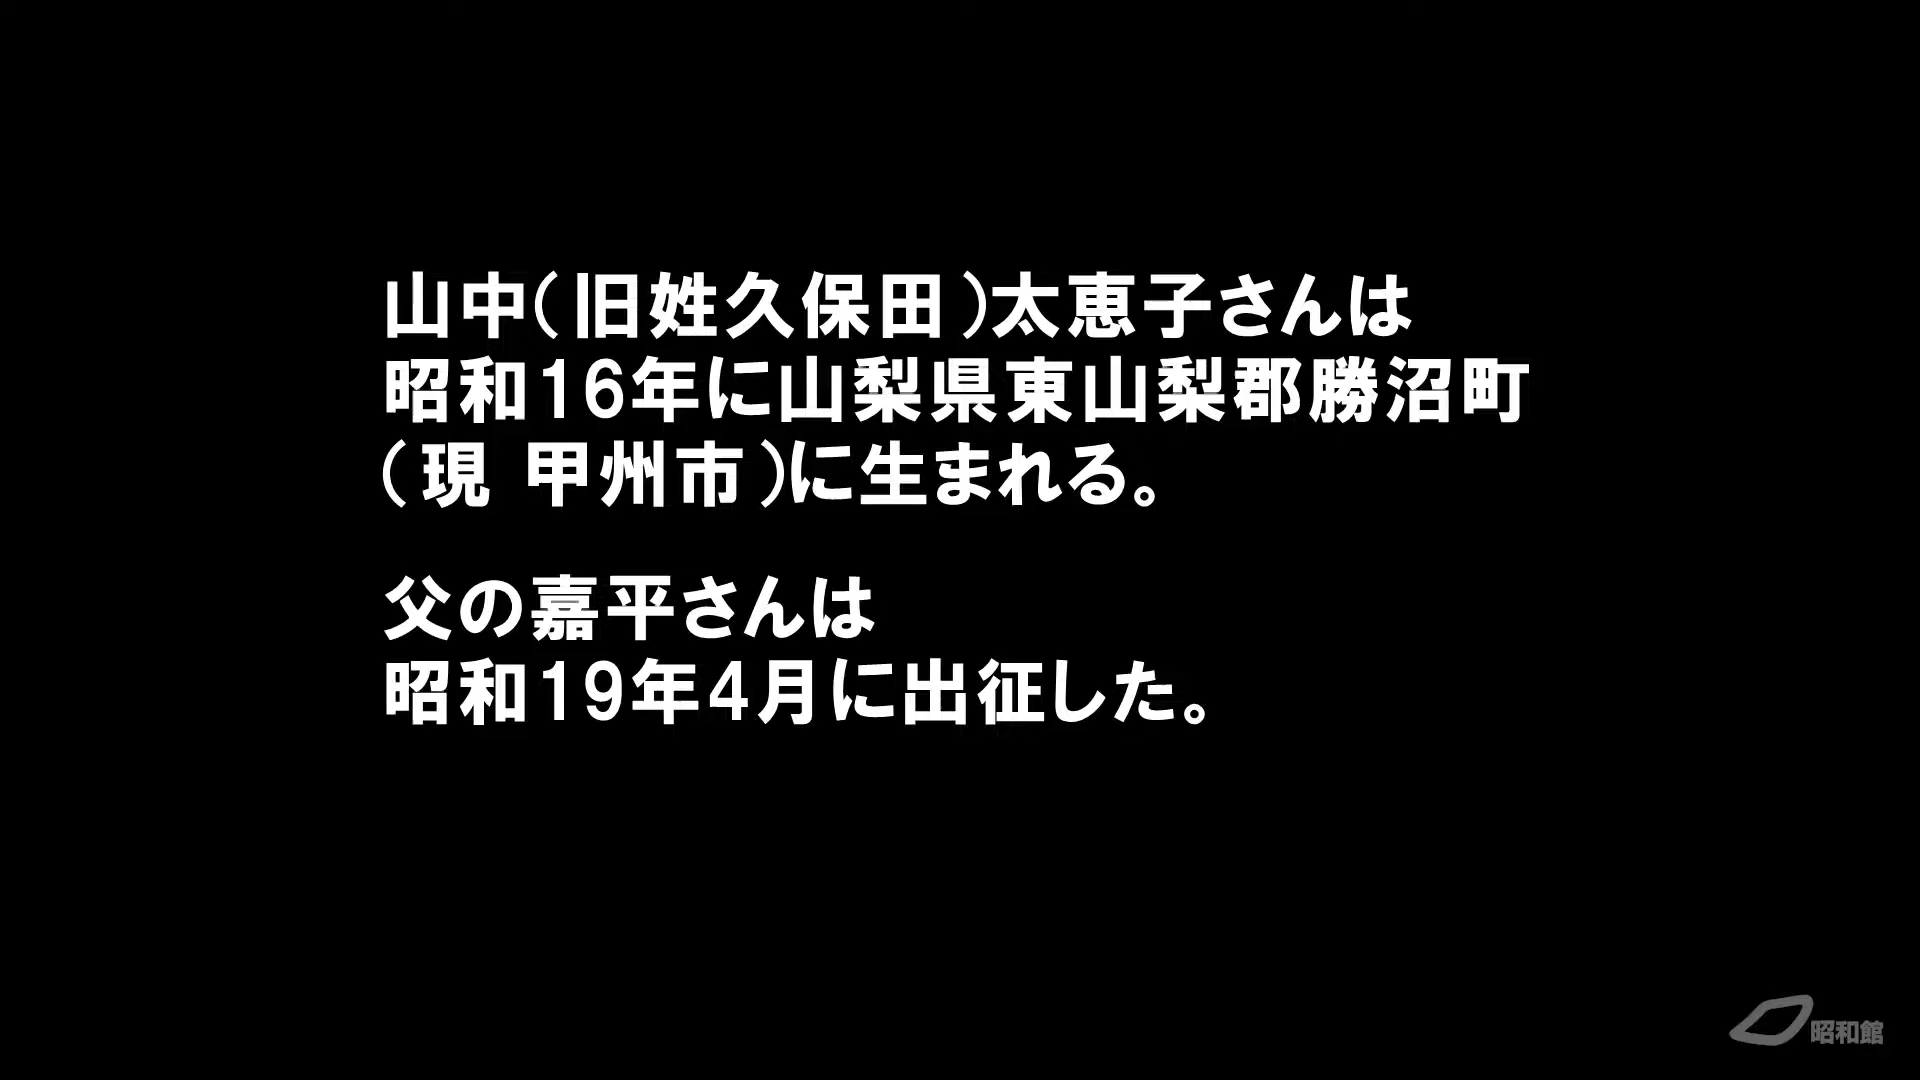 山中(旧姓久保田)太恵子さんは
昭和16年に山梨県東山梨郡勝沼町
(現 甲州市)に生まれる。
父の嘉平さんは
昭和19年4月に出征した。
昭和館